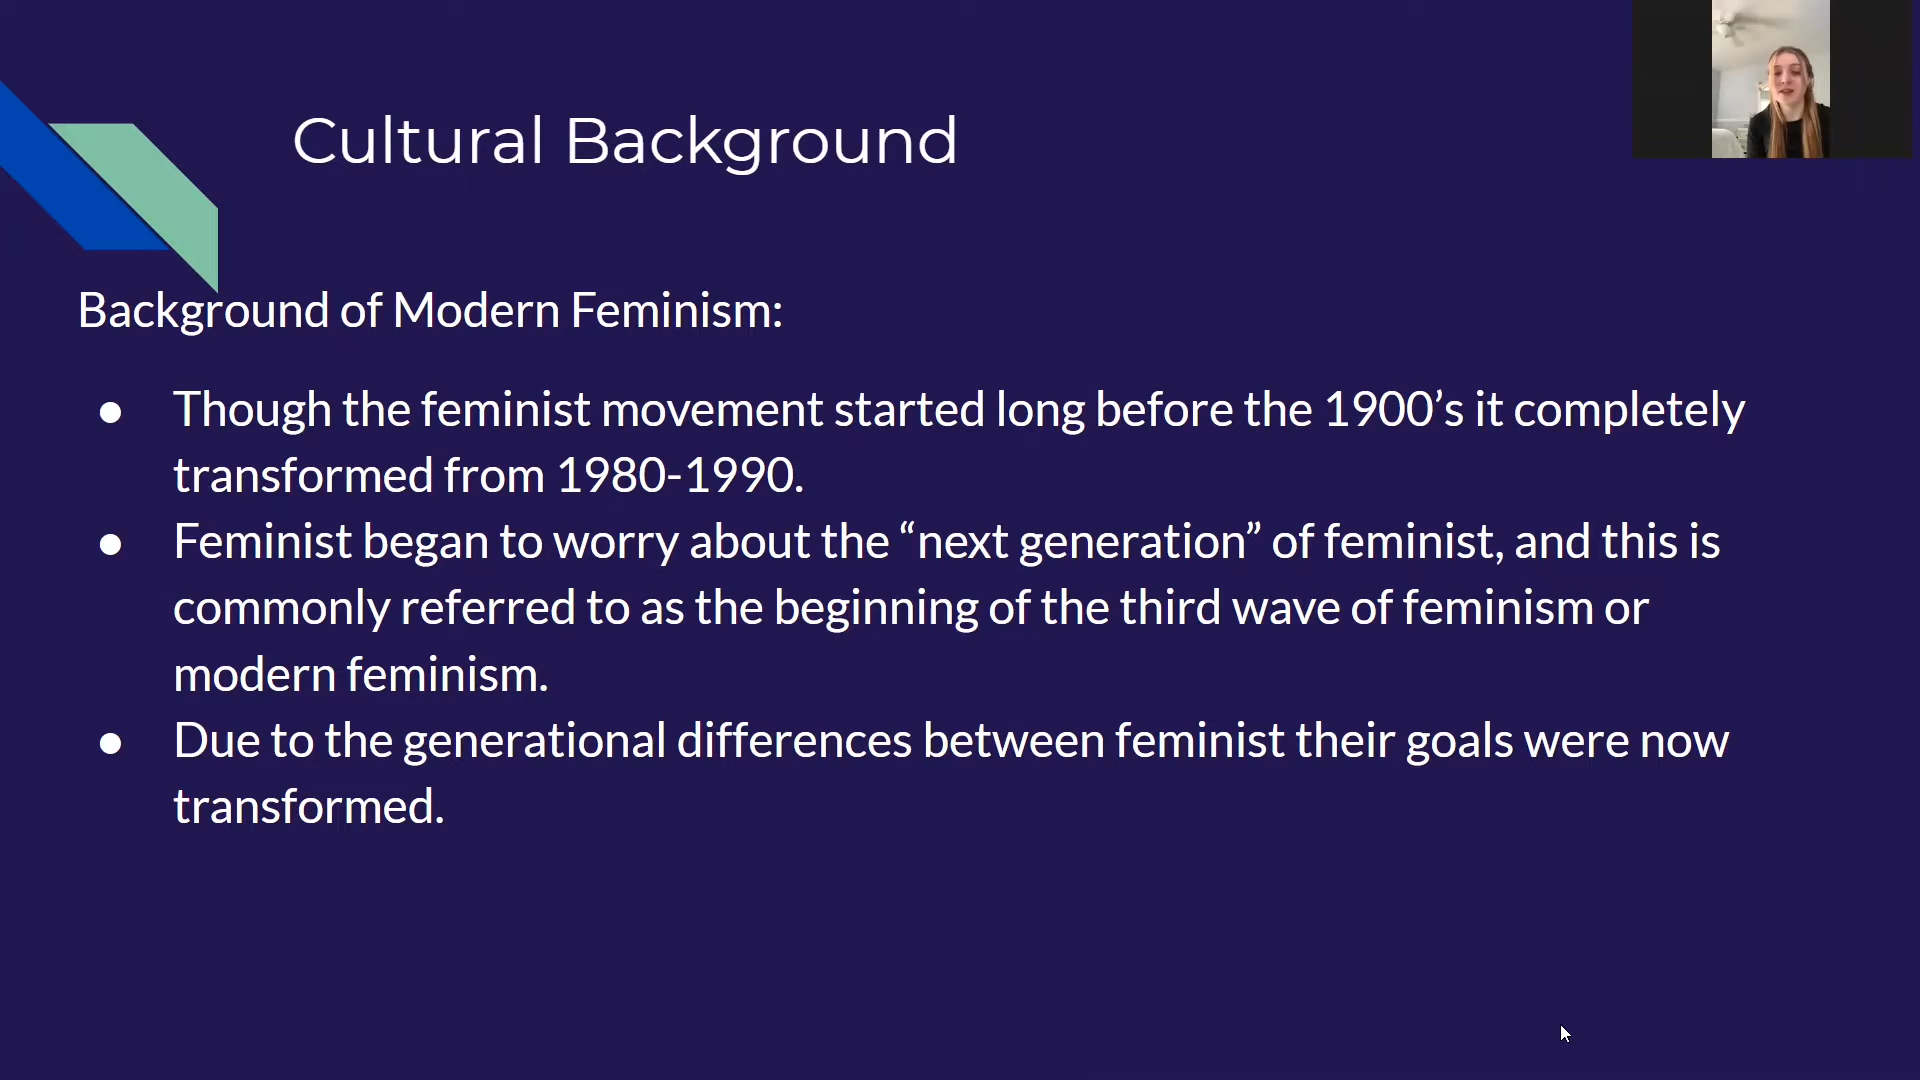 Cultural Background
Background of Modern Feminism:
● Though the feminist movement started long before the 1900’s it completely
transformed from 1980-1990.
● Feminist began to worry about the “next generation” of feminist, and this is
commonly referred to as the beginning of the third wave of feminism or
modern feminism.
● Due to the generational differences between feminist their goals were now
transformed.